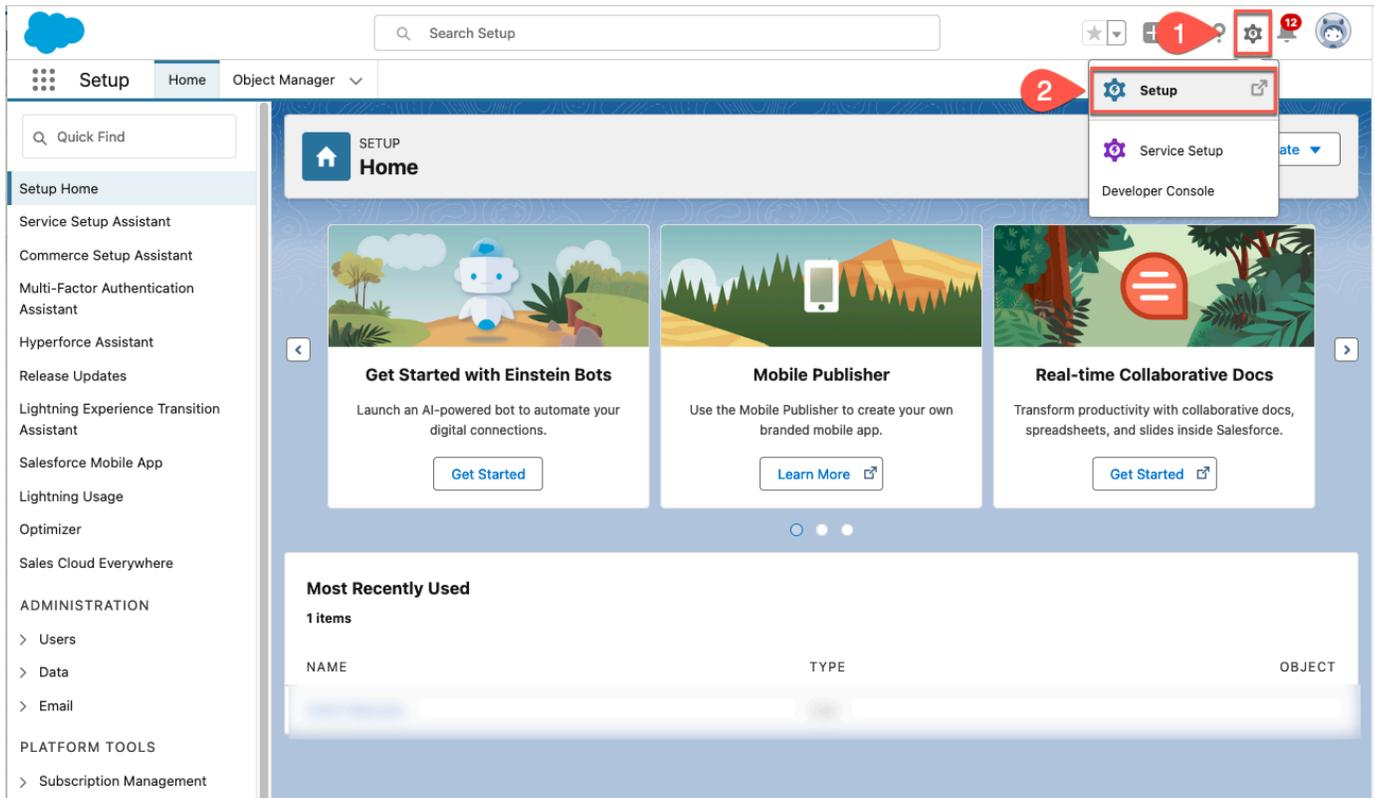 Search Setup
1
12
Setup
Home
Object Manager
2
Setup
Service Setup
Developer Console
Quick Find
SETUP
Home
ate
Setup Home
Service Setup Assistant
Commerce Setup Assistant
Multi-Factor Authentication
Assistant
Hyperforce Assistant
Release Updates
Lightning Experience Transition
Assistant
Salesforce Mobile App
Lightning Usage
Optimizer
Sales Cloud Everywhere
ADMINISTRATION
Users
Data
Email
PLATFORM TOOLS
Subscription Management
Get Started with Einstein Bots
Launch an AI-powered bot to automate your
digital connections.
Get Started
Mobile Publisher
Use the Mobile Publisher to create your own
branded mobile app.
Learn More
Real-time Collaborative Docs
Transform productivity with collaborative docs,
spreadsheets, and slides inside Salesforce.
Get Started
Most Recently Used
1 items
NAME TYPE OBJECT